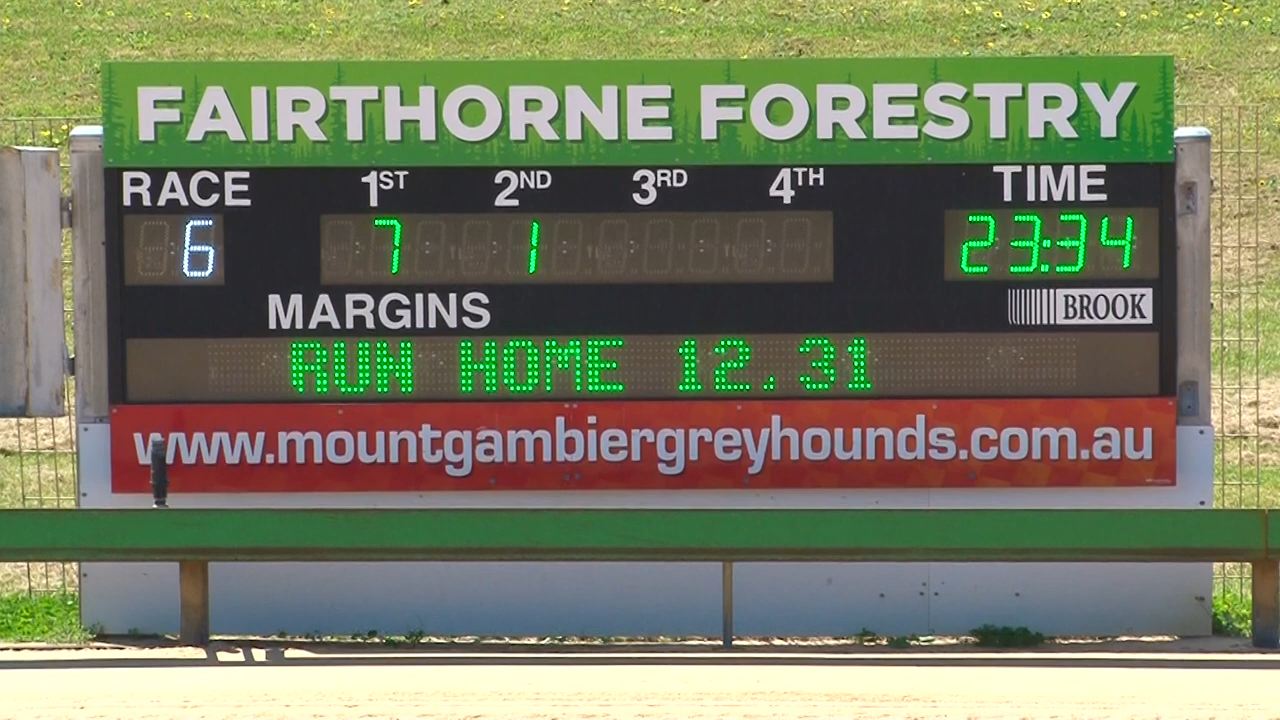 FAIRTHORNE FORESTRY
RACE 1ST 2ND 3RD 4TH TIME
6 7 1 23:34
MARGINS BROOK
RUN HOME 12.31
www.mountgambiergreyhounds.com.au